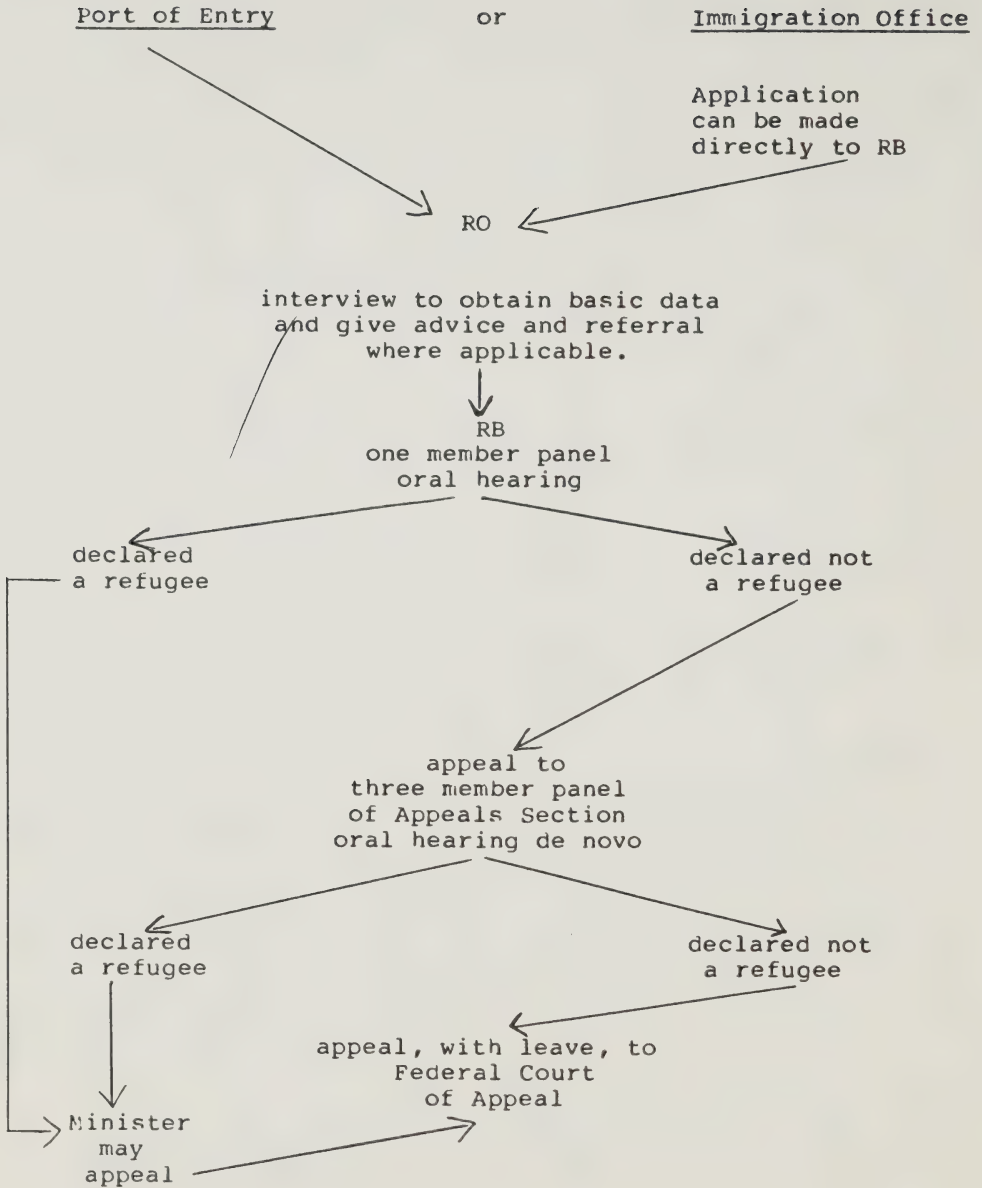 Port of Entry or Immigration Office
Application
can be made
directly to RB
RO
interview to obtain basic data
and give advice and referral
where applicable.
RB
one member panel
oral hearing
declared
a refugee
declared not
a refugee
appeal to
three member panel
of Appeals Section
oral hearing de novo
declared
a refugee
declared not
a refugee
appeal, with leave, to
Federal Court
of Appeal
Minister
may
appeal